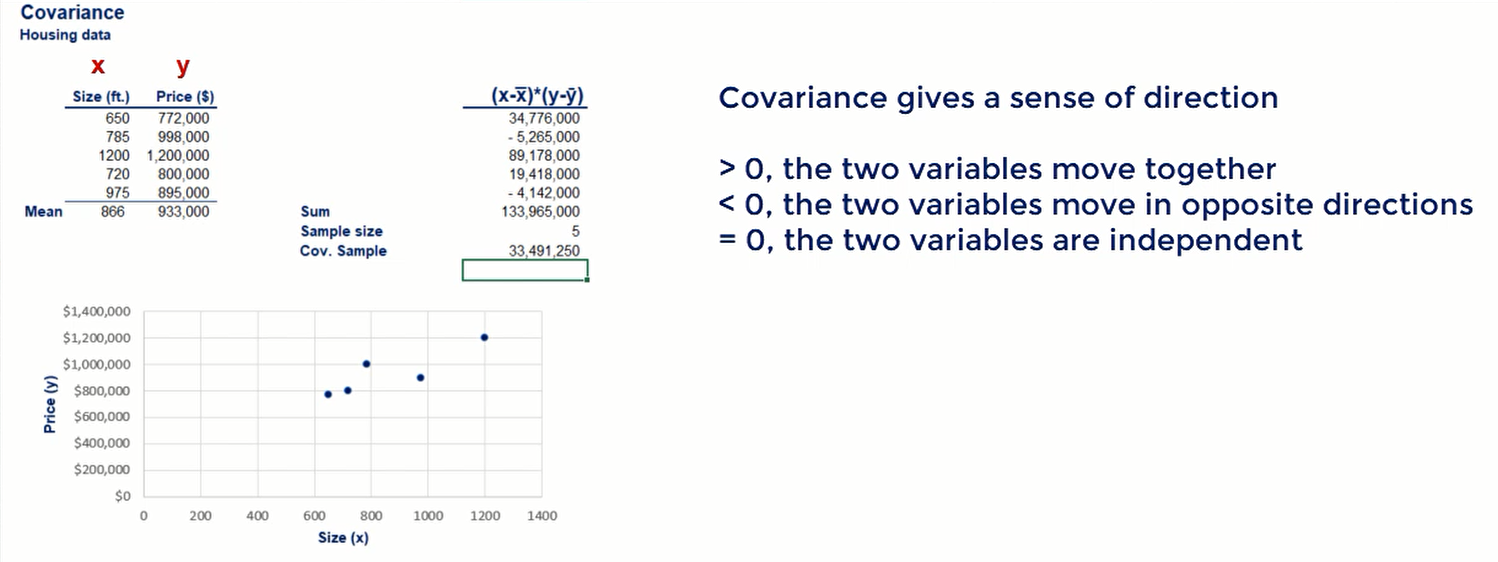 Covariance
Housing data
x y
Size (ft.) Price ($) (x-x̅)*(y-ȳ)
650 772,000 34,776,000
785 998,000 - 5,265,000
1200 1,200,000 89,178,000
720 800,000 19,418,000
975 895,000 - 4,142,000
Mean 866 933,000 Sum 133,965,000
Sample size 5
Cov. Sample 33,491,250
Covariance gives a sense of direction
> 0, the two variables move together
< 0, the two variables move in opposite directions
= 0, the two variables are independent
$1,400,000
$1,200,000
$1,000,000
$800,000
$600,000
$400,000
$200,000
$0
Price (y)
0 200 400 600 800 1000 1200 1400
Size (x)